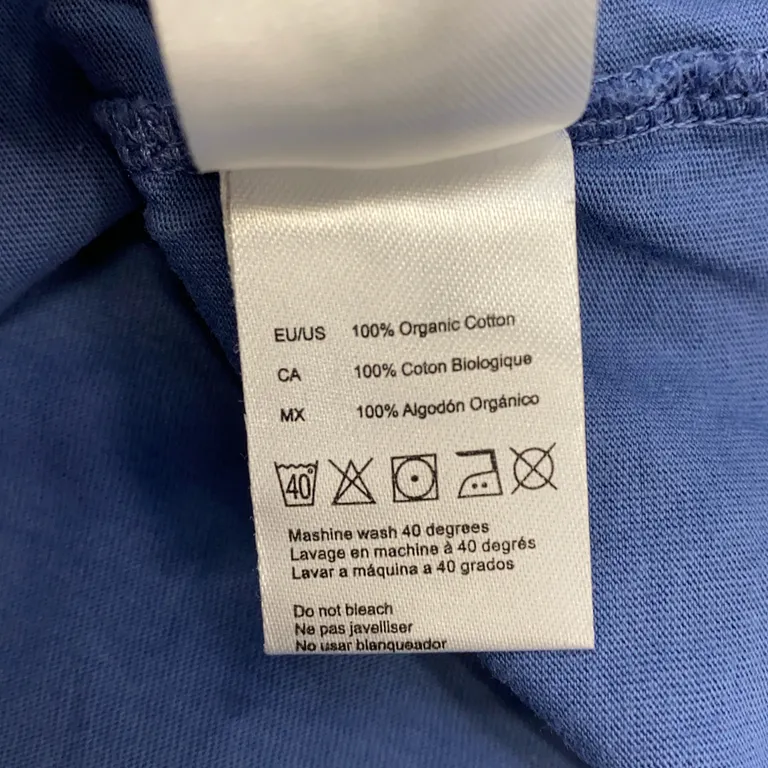 EU/US 100% Organic Cotton
CA 100% Coton Biologique
MX 100% Algodón Orgánico
40
Mashine wash 40 degrees
Lavage en machine à 40 degrés
Lavar a máquina a 40 grados
Do not bleach
Ne pas javelliser
No usar blanqueador